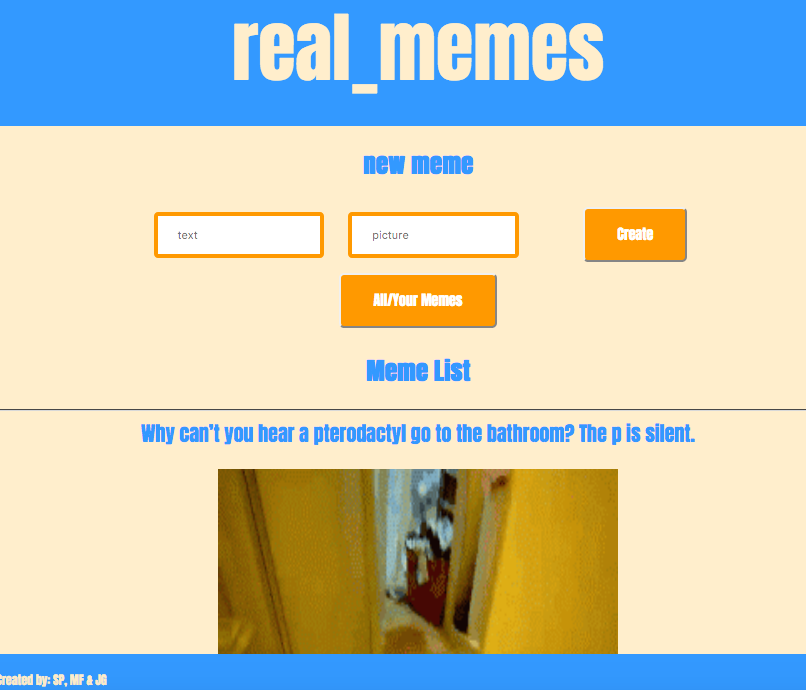 real_memes
new meme
text
picture
Create
All/Your Memes
Meme List
Why can't you hear a pterodactyl go to the bathroom? The p is silent.
Created by: SP, MF & JG